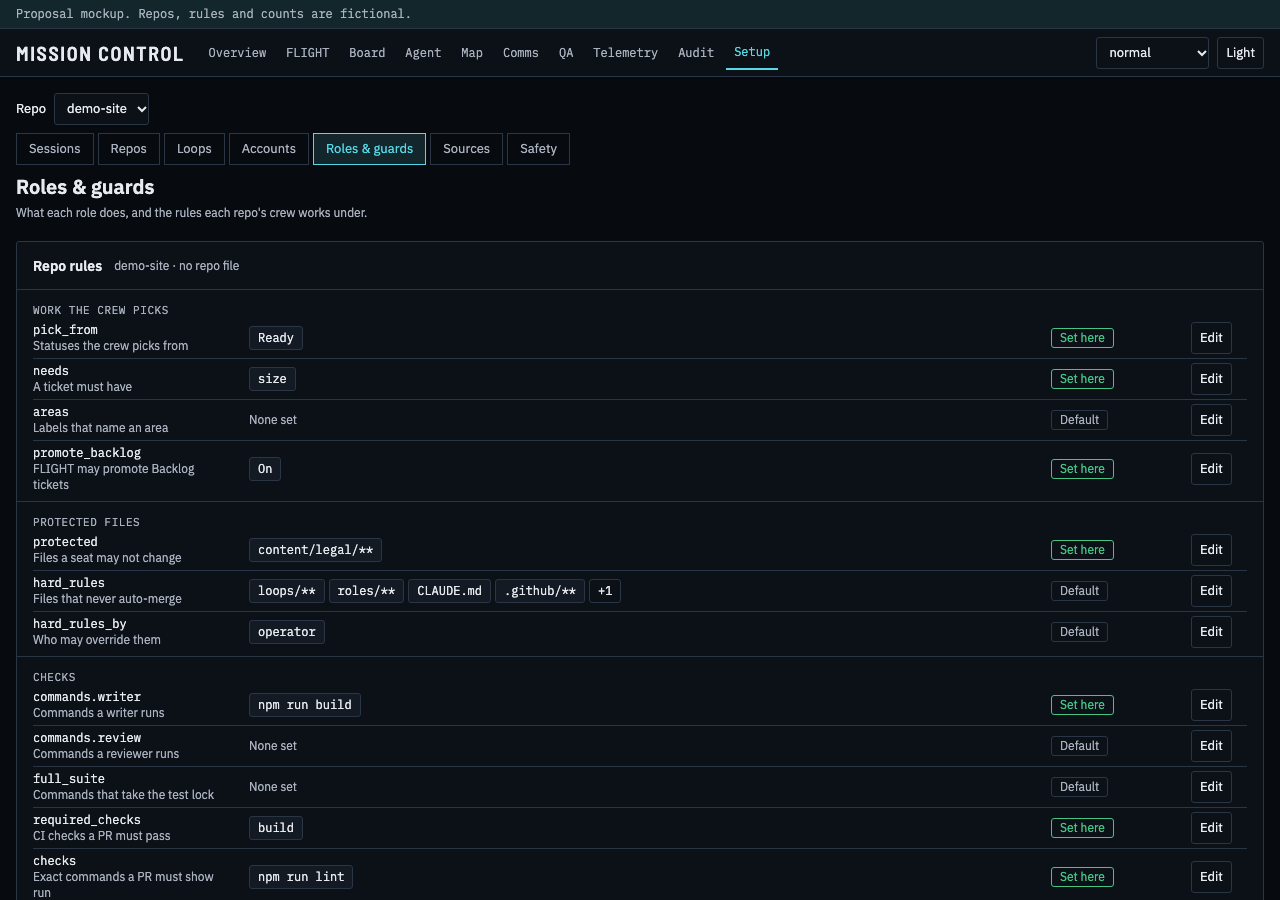 Proposal mockup. Repos, rules and counts are fictional.
MISSION CONTROL Overview FLIGHT Board Agent Map Comms QA Telemetry Audit Setup normal Light
Repo demo-site
Sessions Repos Loops Accounts Roles & guards Sources Safety
Roles & guards
What each role does, and the rules each repo's crew works under.
Repo rules demo-site · no repo file
WORK THE CREW PICKS
pick_from
Statuses the crew picks from
Ready Set here Edit
needs
A ticket must have
size Set here Edit
areas
Labels that name an area
None set Default Edit
promote_backlog
FLIGHT may promote Backlog
tickets
On Set here Edit
PROTECTED FILES
protected
Files a seat may not change
content/legal/** Set here Edit
hard_rules
Files that never auto-merge
loops/** roles/** CLAUDE.md .github/** +1 Default Edit
hard_rules_by
Who may override them
operator Default Edit
CHECKS
commands.writer
Commands a writer runs
npm run build Set here Edit
commands.review
Commands a reviewer runs
None set Default Edit
full_suite
Commands that take the test lock
None set Default Edit
required_checks
CI checks a PR must pass
build Set here Edit
checks
Exact commands a PR must show
run
npm run lint Set here Edit